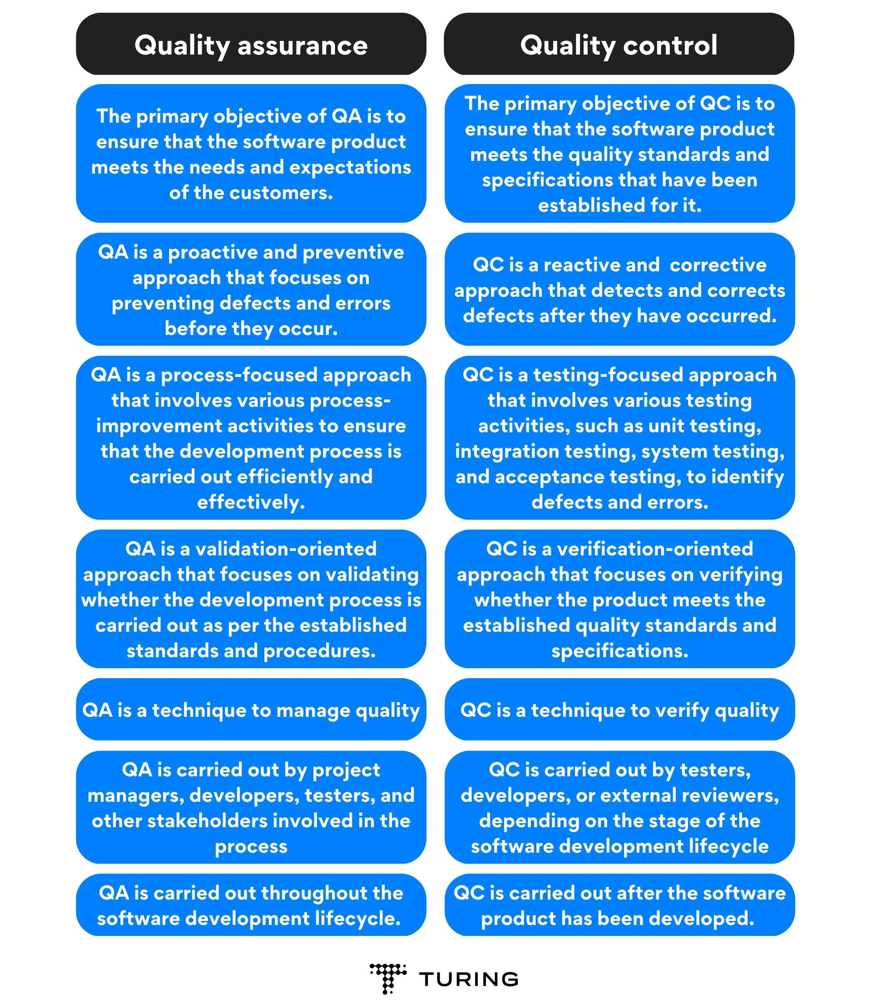 Quality assurance
Quality control
The primary objective of QA is to
ensure that the software product
meets the needs and expectations
of the customers.
The primary objective of QC is to
ensure that the software product
meets the quality standards and
specifications that have been
established for it.
QA is a proactive and preventive
approach that focuses on
preventing defects and errors
before they occur.
QC is a reactive and  corrective
approach that detects and corrects
defects after they have occurred.
QA is a process-focused approach
that involves various process-
improvement activities to ensure
that the development process is
carried out efficiently and
effectively.
QC is a testing-focused approach
that involves various testing
activities, such as unit testing,
integration testing, system testing,
and acceptance testing, to identify
defects and errors.
QA is a validation-oriented
approach that focuses on validating
whether the development process is
carried out as per the established
standards and procedures.
QC is a verification-oriented
approach that focuses on verifying
whether the product meets the
established quality standards and
specifications.
QA is a technique to manage quality
QC is a technique to verify quality
QA is carried out by project
managers, developers, testers, and
other stakeholders involved in the
process
QC is carried out by testers,
developers, or external reviewers,
depending on the stage of the
software development lifecycle
QA is carried out throughout the
software development lifecycle.
QC is carried out after the software
product has been developed.
TURING